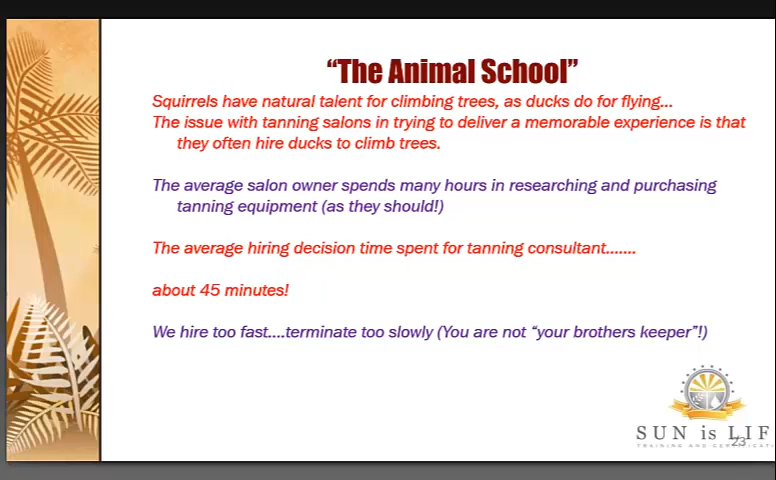 “The Animal School”
Squirrels have natural talent for climbing trees, as ducks do for flying...
The issue with tanning salons in trying to deliver a memorable experience is that
they often hire ducks to climb trees.
The average salon owner spends many hours in researching and purchasing
tanning equipment (as they should!)
The average hiring decision time spent for tanning consultant.......
about 45 minutes!
We hire too fast....terminate too slowly (You are not “your brothers keeper”!)
SUN is LIF
23
TRAINING AND CERTIFICATI